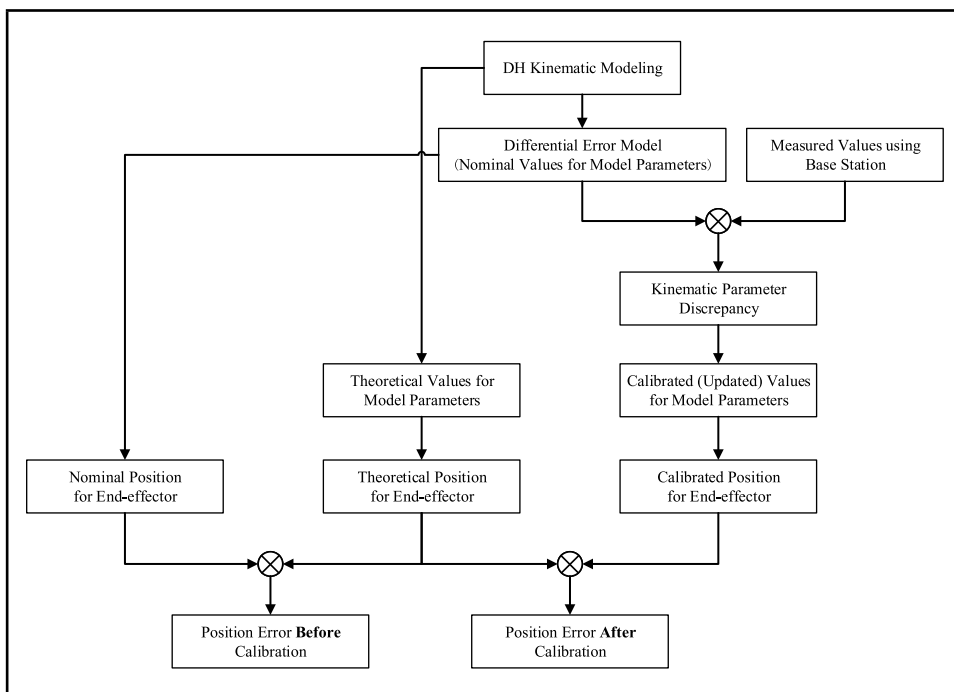 DH Kinematic Modeling
Differential Error Model
(Nominal Values for Model Parameters)
Measured Values using
Base Station
Kinematic Parameter
Discrepancy
Theoretical Values for
Model Parameters
Calibrated (Updated) Values
for Model Parameters
Nominal Position
for End-effector
Theoretical Position
for End-effector
Calibrated Position
for End-effector
Position Error Before
Calibration
Position Error After
Calibration